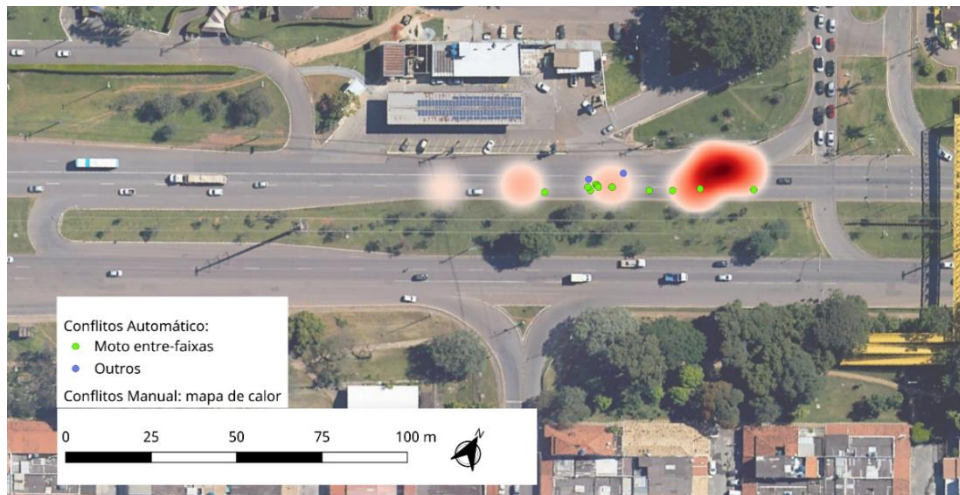 Conflitos Automático:
Moto entre-faixas
Outros
Conflitos Manual: mapa de calor
0 25 50 75 100 m
N